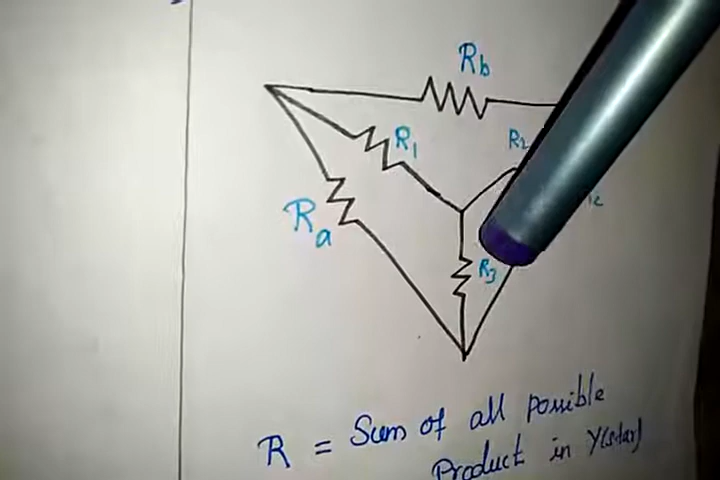 Rb
R1
R2
Ra
R3
R = Sum of all possible
Product in Y(star)